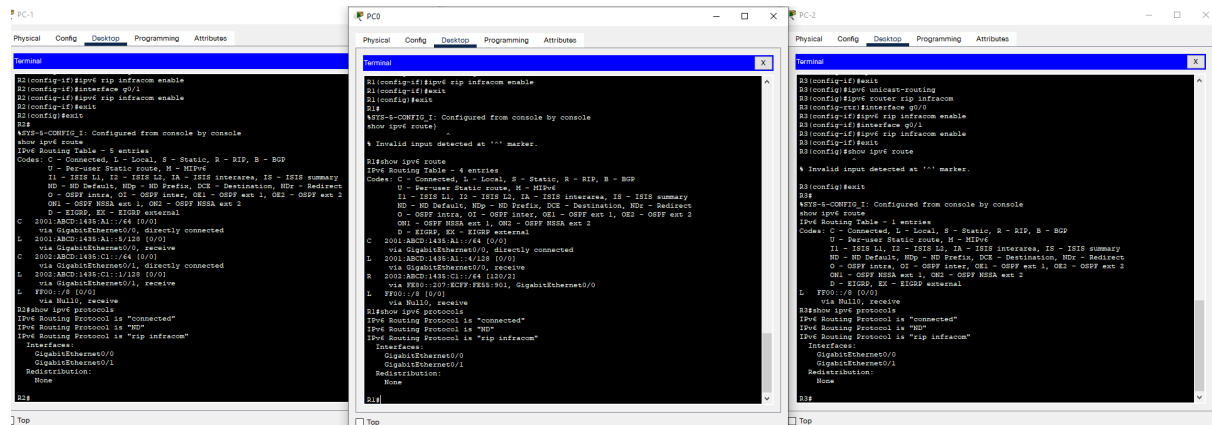 PC-1
Physical Config Desktop Programming Attributes
Terminal
R2(config-if)#ipv6 rip infracom enable
R2(config-if)#interface g0/1
R2(config-if)#ipv6 rip infracom enable
R2(config-if)#exit
R2(config)#exit
R2#
%SYS-5-CONFIG_I: Configured from console by console
show ipv6 route
IPv6 Routing Table - 5 entries
Codes: C - Connected, L - Local, S - Static, R - RIP, B - BGP
U - Per-user Static route, M - MIPv6
I1 - ISIS L1, I2 - ISIS L2, IA - ISIS interarea, IS - ISIS summary
ND - ND Default, NDp - ND Prefix, DCE - Destination, NDr - Redirect
O - OSPF intra, OI - OSPF inter, OE1 - OSPF ext 1, OE2 - OSPF ext 2
ON1 - OSPF NSSA ext 1, ON2 - OSPF NSSA ext 2
D - EIGRP, EX - EIGRP external
C 2001:ABCD:1435:A1::/64 [0/0]
via GigabitEthernet0/0, directly connected
L 2001:ABCD:1435:A1::5/128 [0/0]
via GigabitEthernet0/0, receive
C 2002:ABCD:1435:C1::/64 [0/0]
via GigabitEthernet0/1, directly connected
L 2002:ABCD:1435:C1::1/128 [0/0]
via GigabitEthernet0/1, receive
L FF00::/8 [0/0]
via Null0, receive
R2#show ipv6 protocols
IPv6 Routing Protocol is "connected"
IPv6 Routing Protocol is "ND"
IPv6 Routing Protocol is "rip infracom"
Interfaces:
GigabitEthernet0/0
GigabitEthernet0/1
Redistribution:
None
R2#
Top
PC0
Physical Config Desktop Programming Attributes
Terminal
X
R1(config-if)#ipv6 rip infracom enable
R1(config-if)#exit
R1(config)#exit
R1#
%SYS-5-CONFIG_I: Configured from console by console
show ipv6 route}
^
% Invalid input detected at '^' marker.
R1#show ipv6 route
IPv6 Routing Table - 4 entries
Codes: C - Connected, L - Local, S - Static, R - RIP, B - BGP
U - Per-user Static route, M - MIPv6
I1 - ISIS L1, I2 - ISIS L2, IA - ISIS interarea, IS - ISIS summary
ND - ND Default, NDp - ND Prefix, DCE - Destination, NDr - Redirect
O - OSPF intra, OI - OSPF inter, OE1 - OSPF ext 1, OE2 - OSPF ext 2
ON1 - OSPF NSSA ext 1, ON2 - OSPF NSSA ext 2
D - EIGRP, EX - EIGRP external
C 2001:ABCD:1435:A1::/64 [0/0]
via GigabitEthernet0/0, directly connected
L 2001:ABCD:1435:A1::4/128 [0/0]
via GigabitEthernet0/0, receive
R 2002:ABCD:1435:C1::/64 [120/2]
via FE80::207:ECFF:FE55:901, GigabitEthernet0/0
L FF00::/8 [0/0]
via Null0, receive
R1#show ipv6 protocols
IPv6 Routing Protocol is "connected"
IPv6 Routing Protocol is "ND"
IPv6 Routing Protocol is "rip infracom"
Interfaces:
GigabitEthernet0/0
GigabitEthernet0/1
Redistribution:
None
R1#
Top
PC-2
Physical Config Desktop Programming Attributes
Terminal
X
R3(config-if)#exit
R3(config)#ipv6 unicast-routing
R3(config)#ipv6 router rip infracom
R3(config-rtr)#interface g0/0
R3(config-if)#ipv6 rip infracom enable
R3(config-if)#interface g0/1
R3(config-if)#ipv6 rip infracom enable
R3(config-if)#exit
R3(config)#show ipv6 route
^
% Invalid input detected at '^' marker.
R3(config)#exit
R3#
%SYS-5-CONFIG_I: Configured from console by console
show ipv6 route
IPv6 Routing Table - 1 entries
Codes: C - Connected, L - Local, S - Static, R - RIP, B - BGP
U - Per-user Static route, M - MIPv6
I1 - ISIS L1, I2 - ISIS L2, IA - ISIS interarea, IS - ISIS summary
ND - ND Default, NDp - ND Prefix, DCE - Destination, NDr - Redirect
O - OSPF intra, OI - OSPF inter, OE1 - OSPF ext 1, OE2 - OSPF ext 2
ON1 - OSPF NSSA ext 1, ON2 - OSPF NSSA ext 2
D - EIGRP, EX - EIGRP external
L FF00::/8 [0/0]
via Null0, receive
R3#show ipv6 protocols
IPv6 Routing Protocol is "connected"
IPv6 Routing Protocol is "ND"
IPv6 Routing Protocol is "rip infracom"
Interfaces:
GigabitEthernet0/0
GigabitEthernet0/1
Redistribution:
None
R3#
Top